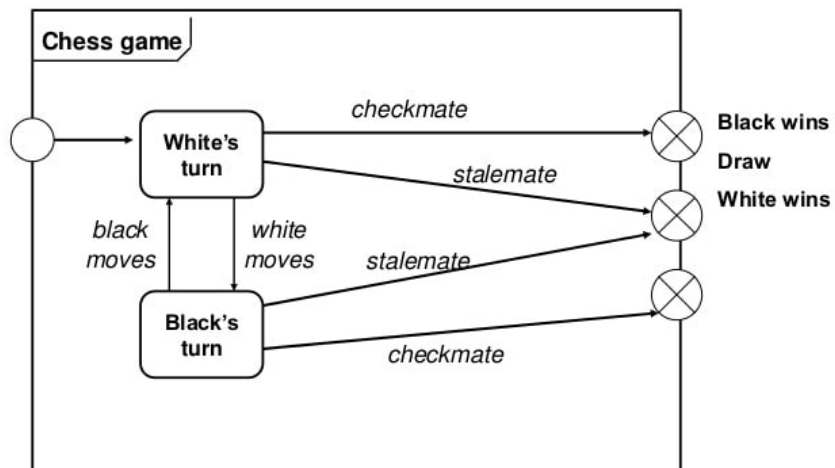 Chess game
checkmate
Black wins
White's
turn
Draw
stalemate
White wins
black
moves
white
moves
stalemate
Black's
turn
checkmate